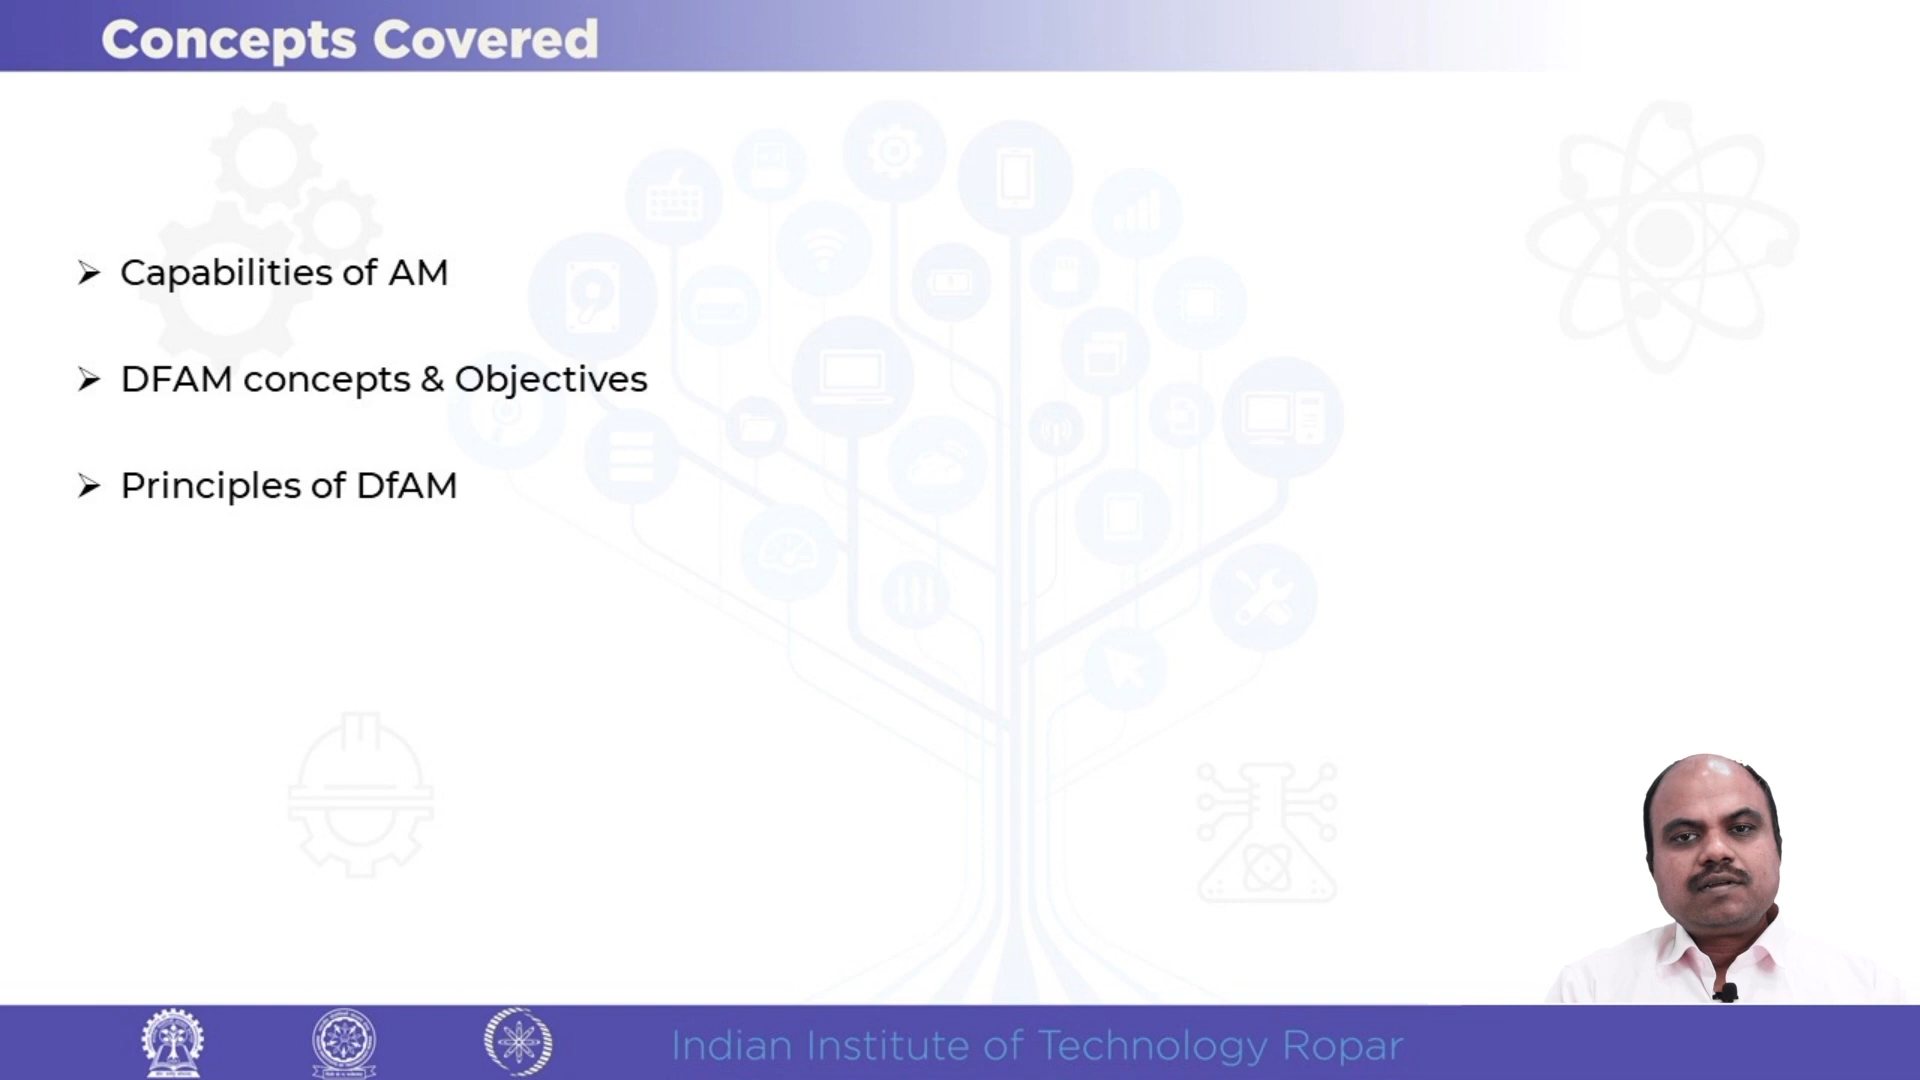 Concepts Covered
➢ Capabilities of AM
➢ DFAM concepts & Objectives
➢ Principles of DfAM
Indian Institute of Technology Ropar